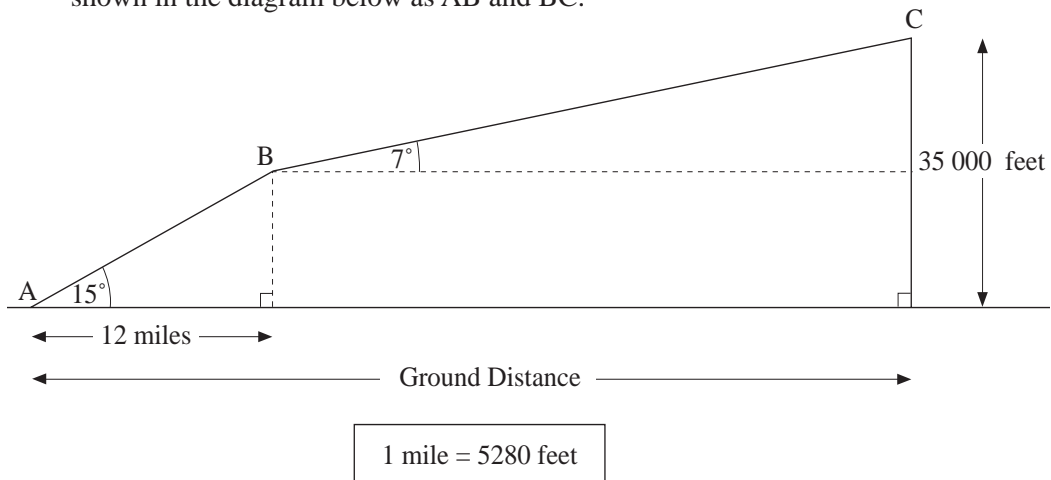 shown in the diagram below as AB and BC.
C
B
7°
35 000 feet
A
15°
12 miles
Ground Distance
1 mile = 5280 feet